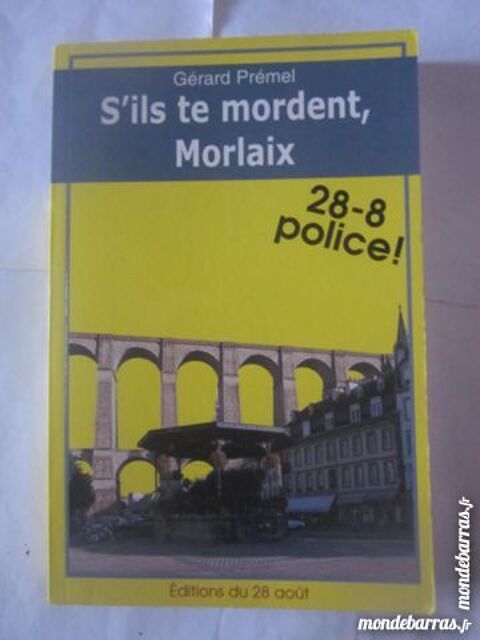 Gérard Prémel
S'ils te mordent,
Morlaix
28-8
police!
Éditions du 28 août
mondebarras.fr
mondebarras.fr